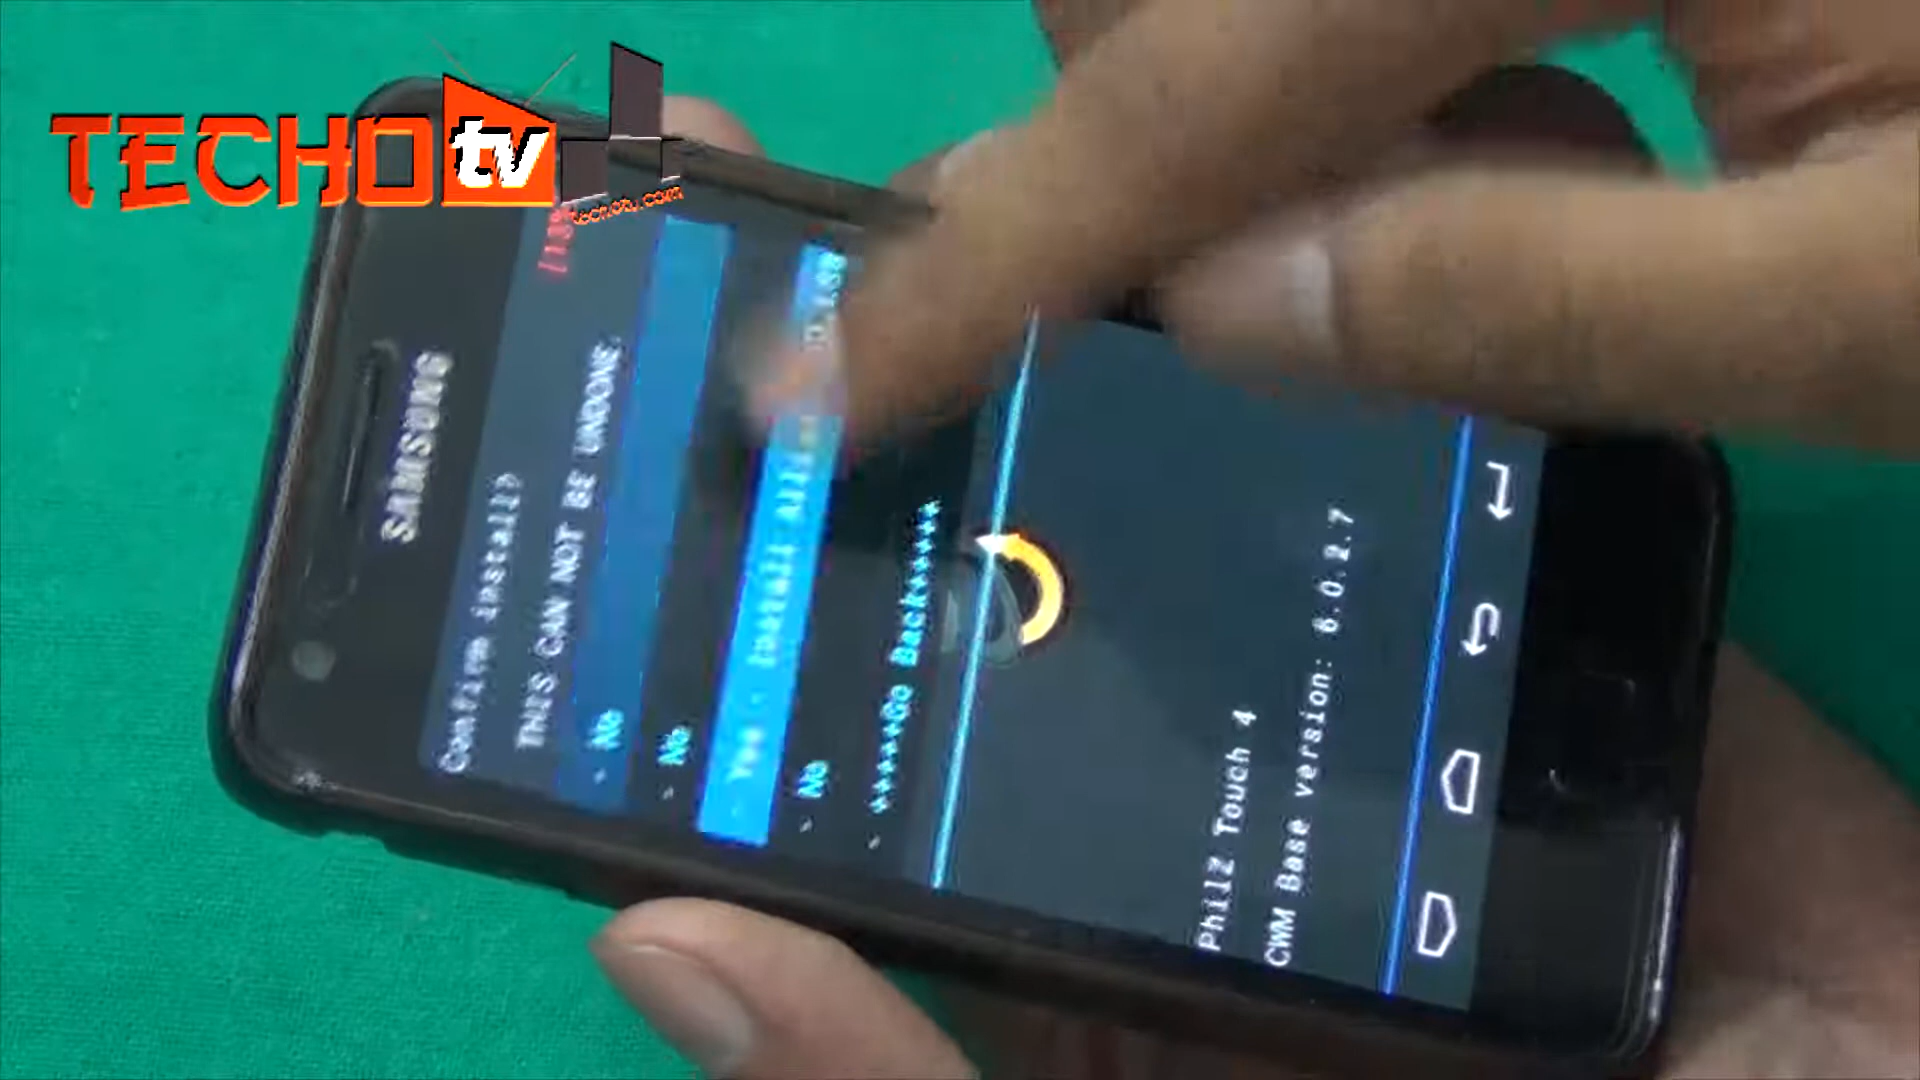 TECHO tv
techotv.com
SAMSUNG
Confirm install?
THIS CAN NOT BE UNDONE.
- No
- No
- Yes - Install
- No
- *****Go Back*****
PhilZ Touch 4
CWM Base version: 6.0.2.7